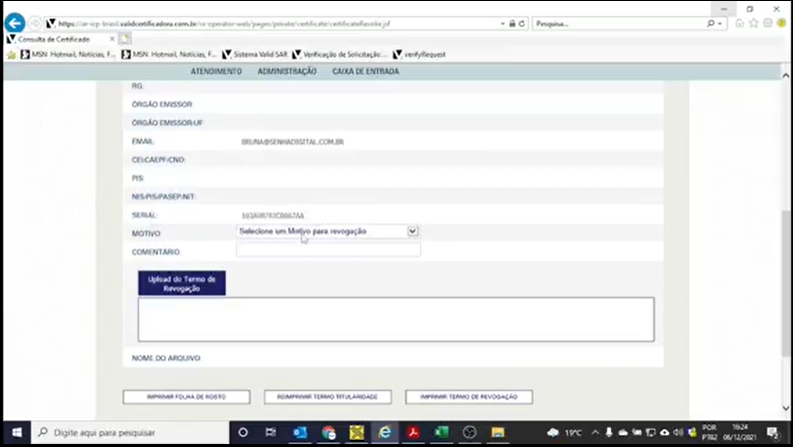 https://ar-icp-brasil.validcertificadora.com.br/ra-operator-web/pages/private/certificate/certificateRevoke.jsf
Pesquisa...
Consulta de Certificado
MSN Hotmail, Notícias, F... MSN Hotmail, Notícias, F... Sistema Valid SAR Verificação de Solicitação... verifyRequest
ATENDIMENTO ADMINISTRAÇÃO CAIXA DE ENTRADA
RG:
ÓRGÃO EMISSOR:
ÓRGÃO EMISSOR-UF:
EMAIL: BRUNA@SENHADIGITAL.COM.BR
CEI/CAEPF/CNO:
PIS:
NIS/PIS/PASEP/NIT:
SERIAL:
MOTIVO: Selecione um Motivo para revogação
COMENTÁRIO:
Upload do Termo de
Revogação
NOME DO ARQUIVO:
IMPRIMIR FOLHA DE ROSTO REIMPRIMIR TERMO TITULARIDADE IMPRIMIR TERMO DE REVOGAÇÃO
Digite aqui para pesquisar
19°C
POR
PTB2
16:24
06/12/2021